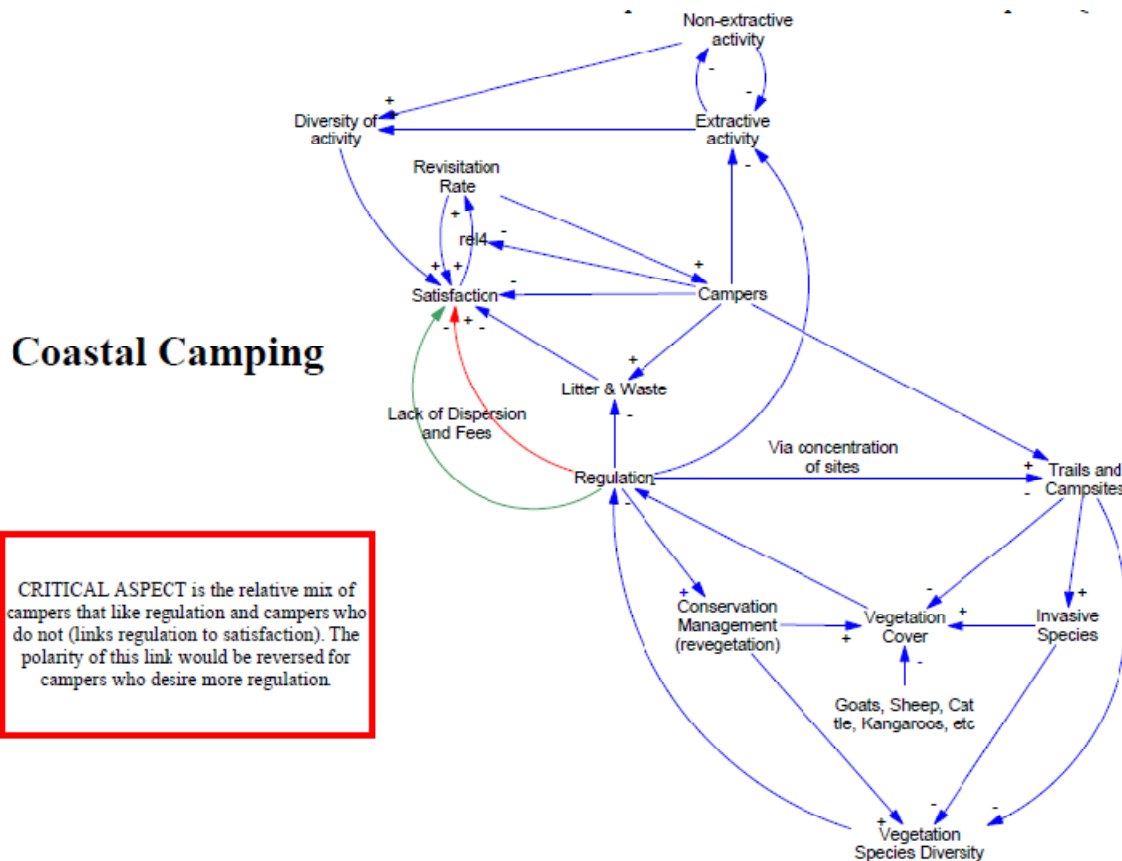 Non-extractive
activity
-
-
+
Diversity of
activity
Extractive
activity
-
Revisitation
Rate
+
rel4
-
+
+
+
Satisfaction
-
Campers
-
+
-
Coastal Camping
+
Litter & Waste
-
Lack of Dispersion
and Fees
Via concentration
of sites
Regulation
-
+
-
Trails and
Campsites
CRITICAL ASPECT is the relative mix of
campers that like regulation and campers who
do not (links regulation to satisfaction). The
polarity of this link would be reversed for
campers who desire more regulation.
+
Conservation
Management
(revegetation)
+
-
Vegetation
Cover
+
-
+
Invasive
Species
Goats, Sheep, Cat
tle, Kangaroos, etc
+
-
-
Vegetation
Species Diversity